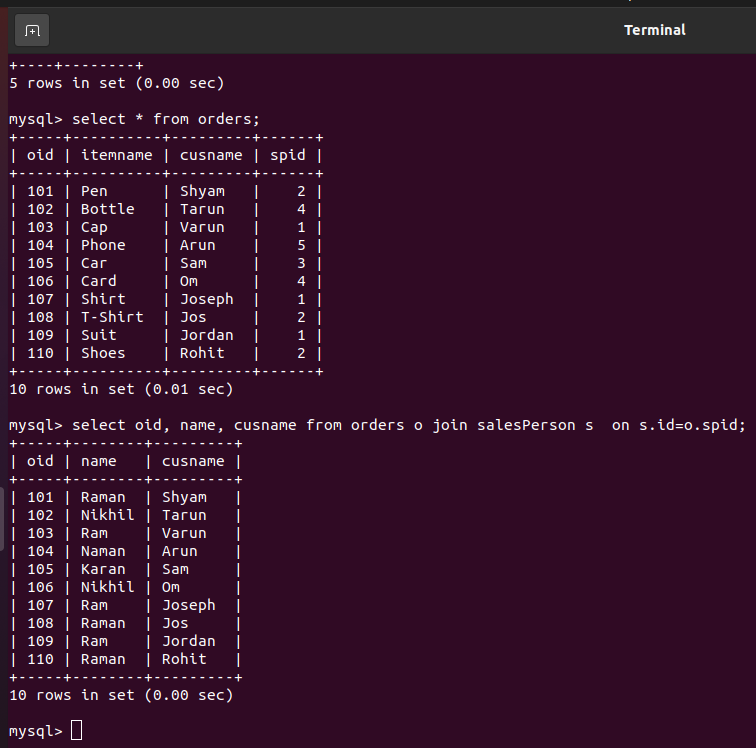 Terminal
+----+--------+
5 rows in set (0.00 sec)
mysql> select * from orders;
+-----+----------+---------+------+
| oid | itemname | cusname | spid |
+-----+----------+---------+------+
| 101 | Pen      | Shyam   |    2 |
| 102 | Bottle   | Tarun   |    4 |
| 103 | Cap      | Varun   |    1 |
| 104 | Phone    | Arun    |    5 |
| 105 | Car      | Sam     |    3 |
| 106 | Card     | Om      |    4 |
| 107 | Shirt    | Joseph  |    1 |
| 108 | T-Shirt  | Jos     |    2 |
| 109 | Suit     | Jordan  |    1 |
| 110 | Shoes    | Rohit   |    2 |
+-----+----------+---------+------+
10 rows in set (0.01 sec)
mysql> select oid, name, cusname from orders o join salesPerson s  on s.id=o.spid;
+-----+--------+---------+
| oid | name   | cusname |
+-----+--------+---------+
| 101 | Raman  | Shyam   |
| 102 | Nikhil | Tarun   |
| 103 | Ram    | Varun   |
| 104 | Naman  | Arun    |
| 105 | Karan  | Sam     |
| 106 | Nikhil | Om      |
| 107 | Ram    | Joseph  |
| 108 | Raman  | Jos     |
| 109 | Ram    | Jordan  |
| 110 | Raman  | Rohit   |
+-----+--------+---------+
10 rows in set (0.00 sec)
mysql>